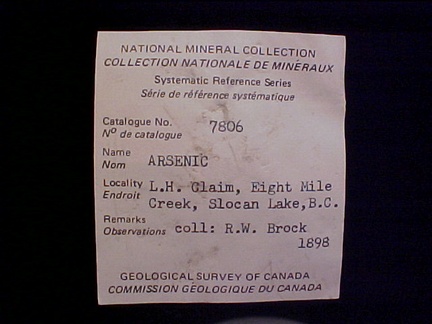 NATIONAL MINERAL COLLECTION
COLLECTION NATIONALE DE MINÉRAUX
Systematic Reference Series
Série de référence systématique
Catalogue No. 7806
Nº de catalogue
Name
Nom ARSENIC
Locality L.H. Claim, Eight Mile
Endroit Creek, Slocan Lake,B.C.
Remarks
Observations coll: R.W. Brock
1898
GEOLOGICAL SURVEY OF CANADA
COMMISSION GÉOLOGIQUE DU CANADA